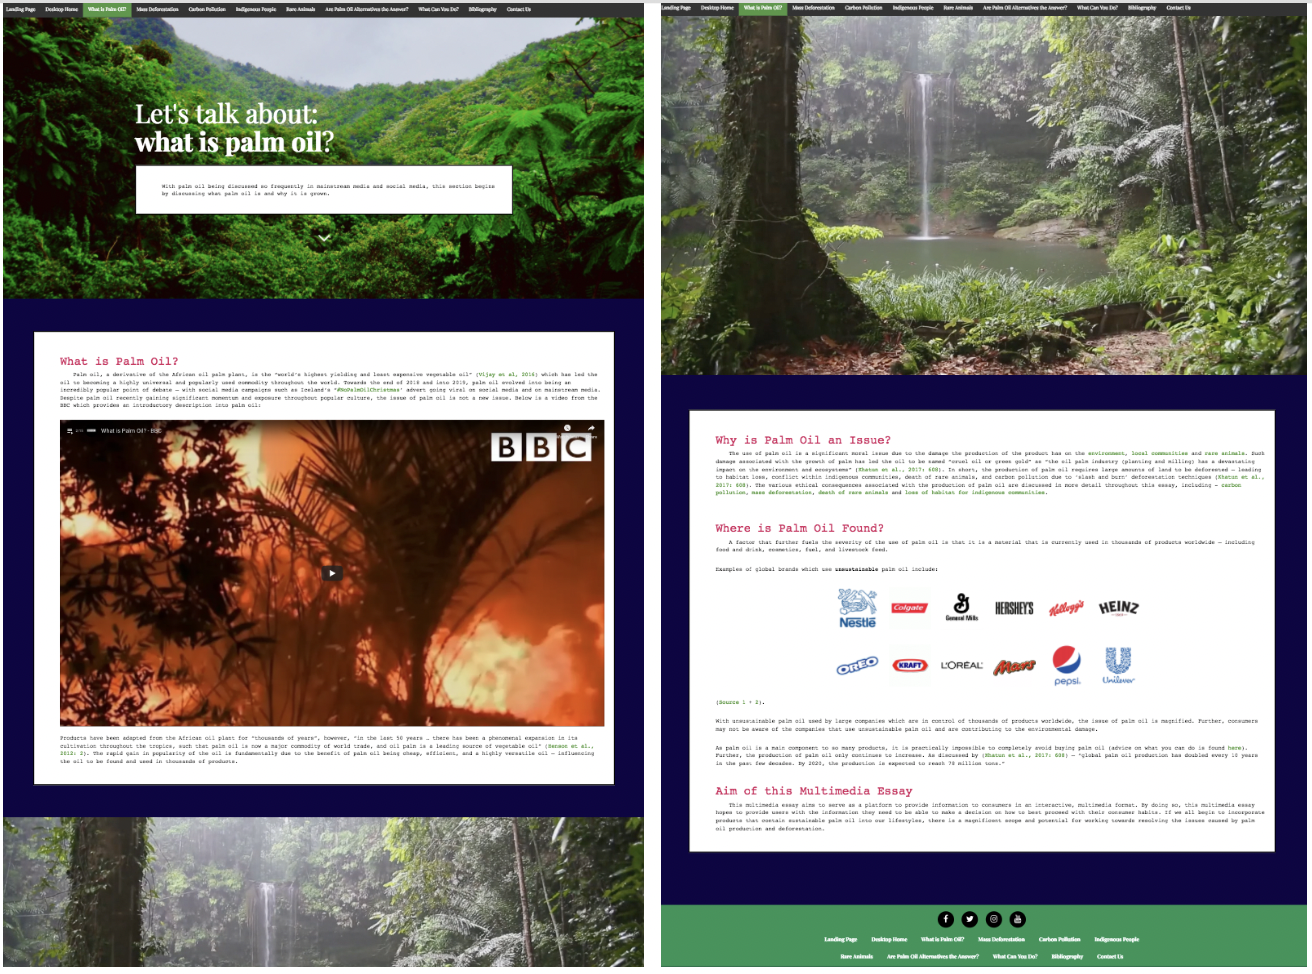 Landing Page Desktop Home What is Palm Oil? Mass Deforestation Carbon Pollution Indigenous People Rare Animals Are Palm Oil Alternatives the Answer? What Can You Do? Bibliography Contact Us
Let's talk about:
what is palm oil?
With palm oil being discussed so frequently in mainstream media and social media, this section begins
by discussing what palm oil is and why it is grown.
What is Palm Oil?
Palm oil, a derivative of the African oil palm plant, is the "world's highest yielding and least expensive vegetable oil" (Vijay et al, 2016) which has led the
oil to becoming a highly universal and popularly used commodity throughout the world. Towards the end of 2018 and into 2019, palm oil evolved into being an
incredibly popular point of debate – with social media campaigns such as Iceland's '#NoPalmOilChristmas' advert going viral on social media and on mainstream media.
Despite palm oil recently gaining significant momentum and exposure throughout popular culture, the issue of palm oil is not a new issue. Below is a video from the
BBC which provides an introductory description into palm oil:
What is Palm Oil? - BBC
BBC
Products have been adapted from the African oil plant for "thousands of years", however, "in the last 50 years … there has been a phenomenal expansion in its
cultivation throughout the tropics, such that palm oil is now a major commodity of world trade, and oil palm is a leading source of vegetable oil" (Henson et al.,
2012: 2). The rapid gain in popularity of the oil is fundamentally due to the benefit of palm oil being cheap, efficient, and a highly versatile oil – influencing
the oil to be found and used in thousands of products.
Landing Page Desktop Home What is Palm Oil? Mass Deforestation Carbon Pollution Indigenous People Rare Animals Are Palm Oil Alternatives the Answer? What Can You Do? Bibliography Contact Us
Why is Palm Oil an Issue?
The use of palm oil is a significant moral issue due to the damage the production of the product has on the environment, local communities and rare animals. Such
damage associated with the growth of palm has led the oil to be named "cruel oil or green gold" as "the oil palm industry (planting and milling) has a devastating
impact on the environment and ecosystems" (Khatun et al., 2017: 608). In short, the production of palm oil requires large amounts of land to be deforested – leading
to habitat loss, conflict within indigenous communities, death of rare animals, and carbon pollution due to 'slash and burn' deforestation techniques (Khatun et al.,
2017: 608). The various ethical consequences associated with the production of palm oil are discussed in more detail throughout this essay, including – carbon
pollution, mass deforestation, death of rare animals and loss of habitat for indigenous communities.
Where is Palm Oil Found?
A factor that further fuels the severity of the use of palm oil is that it is a material that is currently used in thousands of products worldwide – including
food and drink, cosmetics, fuel, and livestock feed.
Examples of global brands which use unsustainable palm oil include:
Nestlé Colgate General Mills HERSHEY'S Kellogg's HEINZ
OREO KRAFT L'ORÉAL Mars pepsi Unilever
(Source 1 + 2).
With unsustainable palm oil used by large companies which are in control of thousands of products worldwide, the issue of palm oil is magnified. Further, consumers
may not be aware of the companies that use unsustainable palm oil and are contributing to the environmental damage.
As palm oil is a main component to so many products, it is practically impossible to completely avoid buying palm oil (advice on what you can do is found here).
Further, the production of palm oil only continues to increase. As discussed by (Khatun et al., 2017: 608) – "global palm oil production has doubled every 10 years
in the past few decades. By 2020, the production is expected to reach 78 million tons."
Aim of this Multimedia Essay
This multimedia essay aims to serve as a platform to provide information to consumers in an interactive, multimedia format. By doing so, this multimedia essay
hopes to provide users with the information they need to be able to make a decision on how to best proceed with their consumer habits. If we all begin to incorporate
products that contain sustainable palm oil into our lifestyles, there is a magnificent scope and potential for working towards resolving the issues caused by palm
oil production and deforestation.
Landing Page Desktop Home What is Palm Oil? Mass Deforestation Carbon Pollution Indigenous People
Rare Animals Are Palm Oil Alternatives the Answer? What Can You Do? Bibliography Contact Us